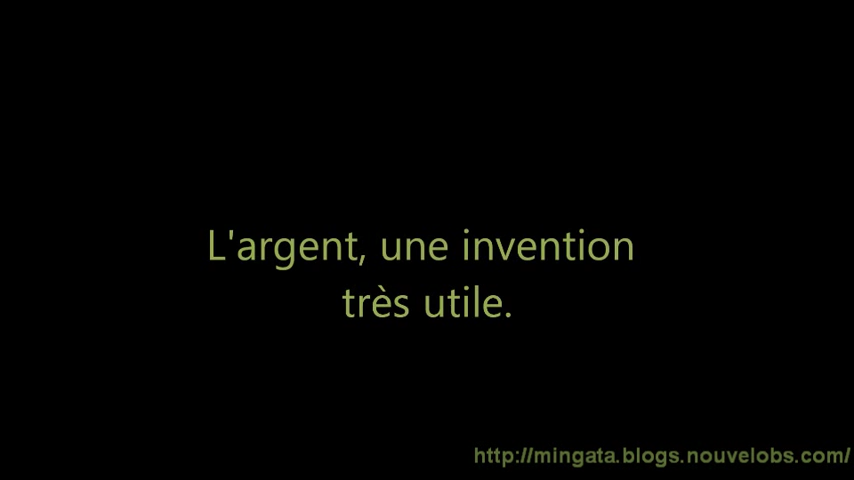 L'argent, une invention
très utile.
http://mingata.blogs.nouvelobs.com/